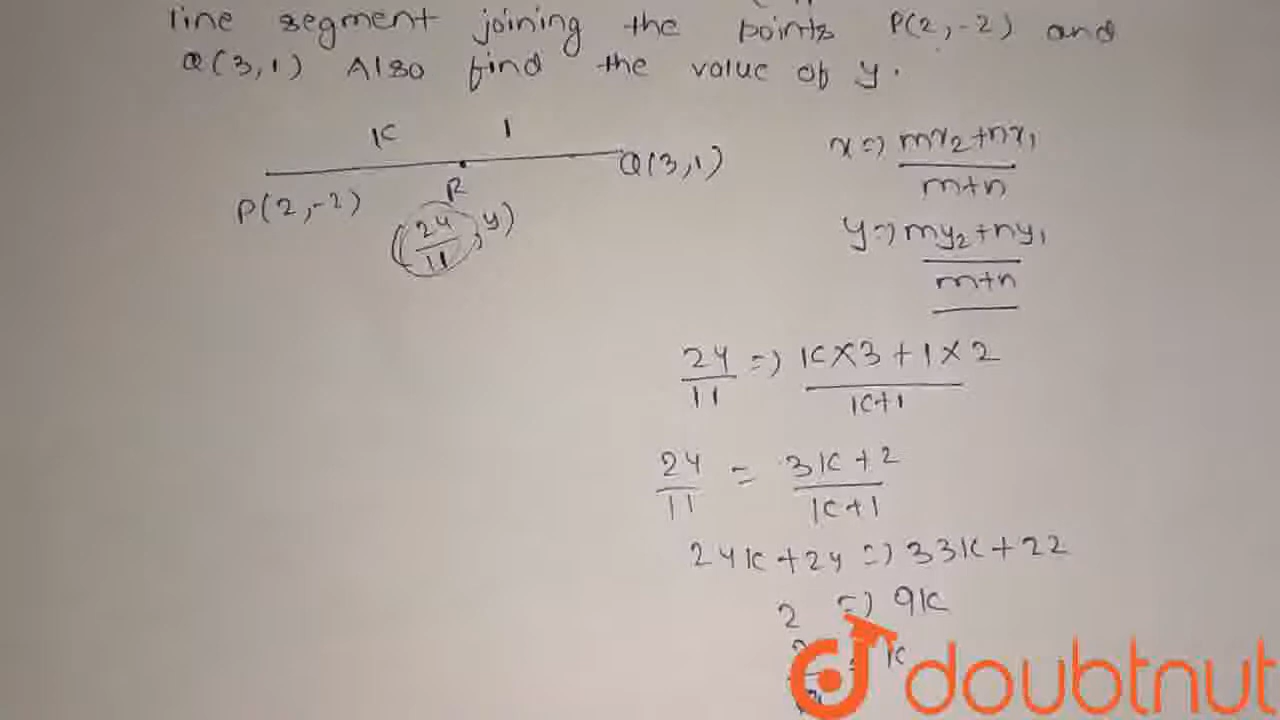 line segment joining the points P(2,-2) and
Q(3,1) Also find the value of y.
K 1
P(2,-2) R Q(3,1)
(24/11, y)
x=) mx₂+nx₁
m+n
y=) my₂+ny₁
m+n
24/11 =) K×3+1×2
K+1
24/11 = 3K+2
K+1
24K+24 =) 33K+22
2 =) 9K
K
doubtnut